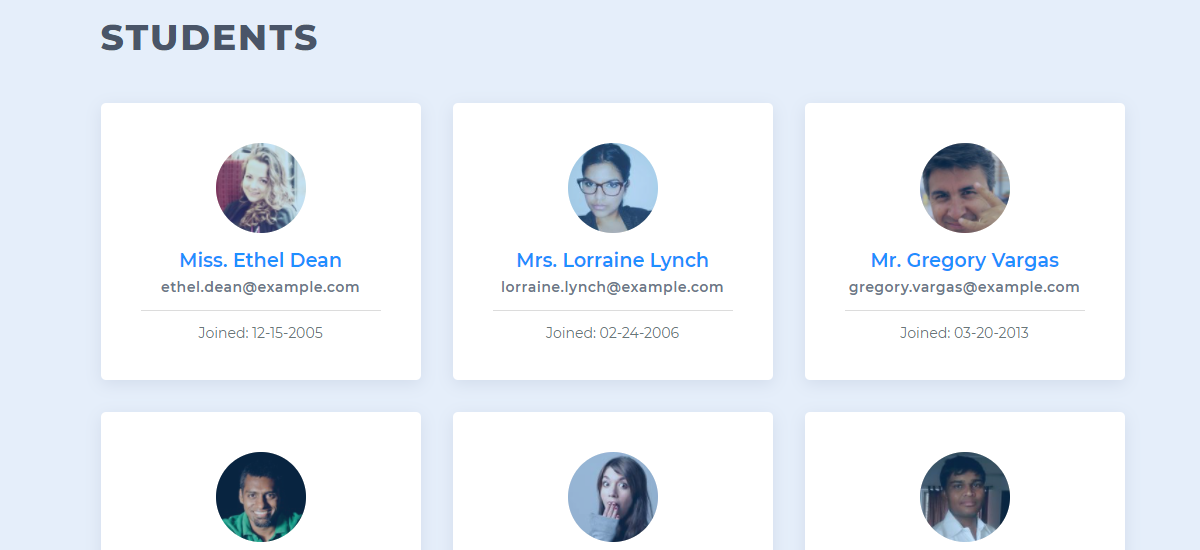 STUDENTS
Miss. Ethel Dean
ethel.dean@example.com
Joined: 12-15-2005
Mrs. Lorraine Lynch
lorraine.lynch@example.com
Joined: 02-24-2006
Mr. Gregory Vargas
gregory.vargas@example.com
Joined: 03-20-2013